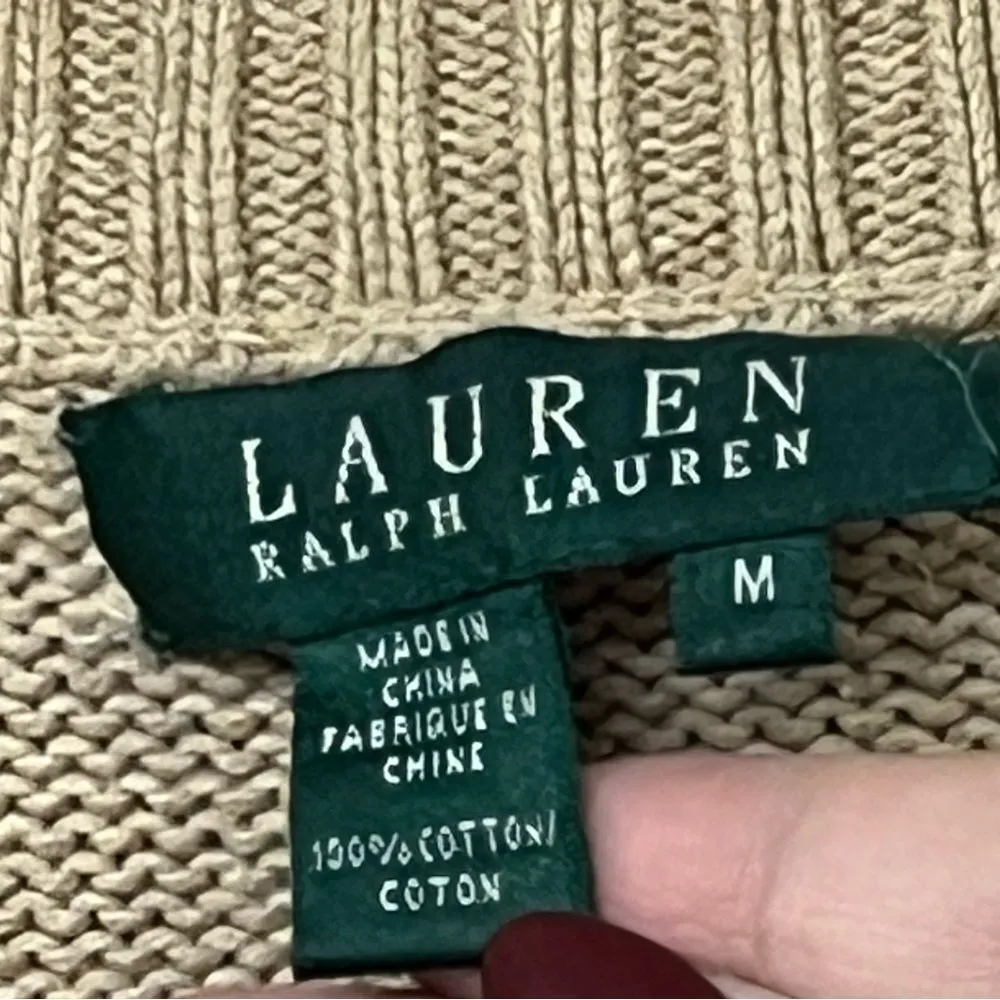 LAUREN
RALPH LAUREN
M
MADE IN
CHINA
FABRIQUE EN
CHINE
100% COTTON/
COTON